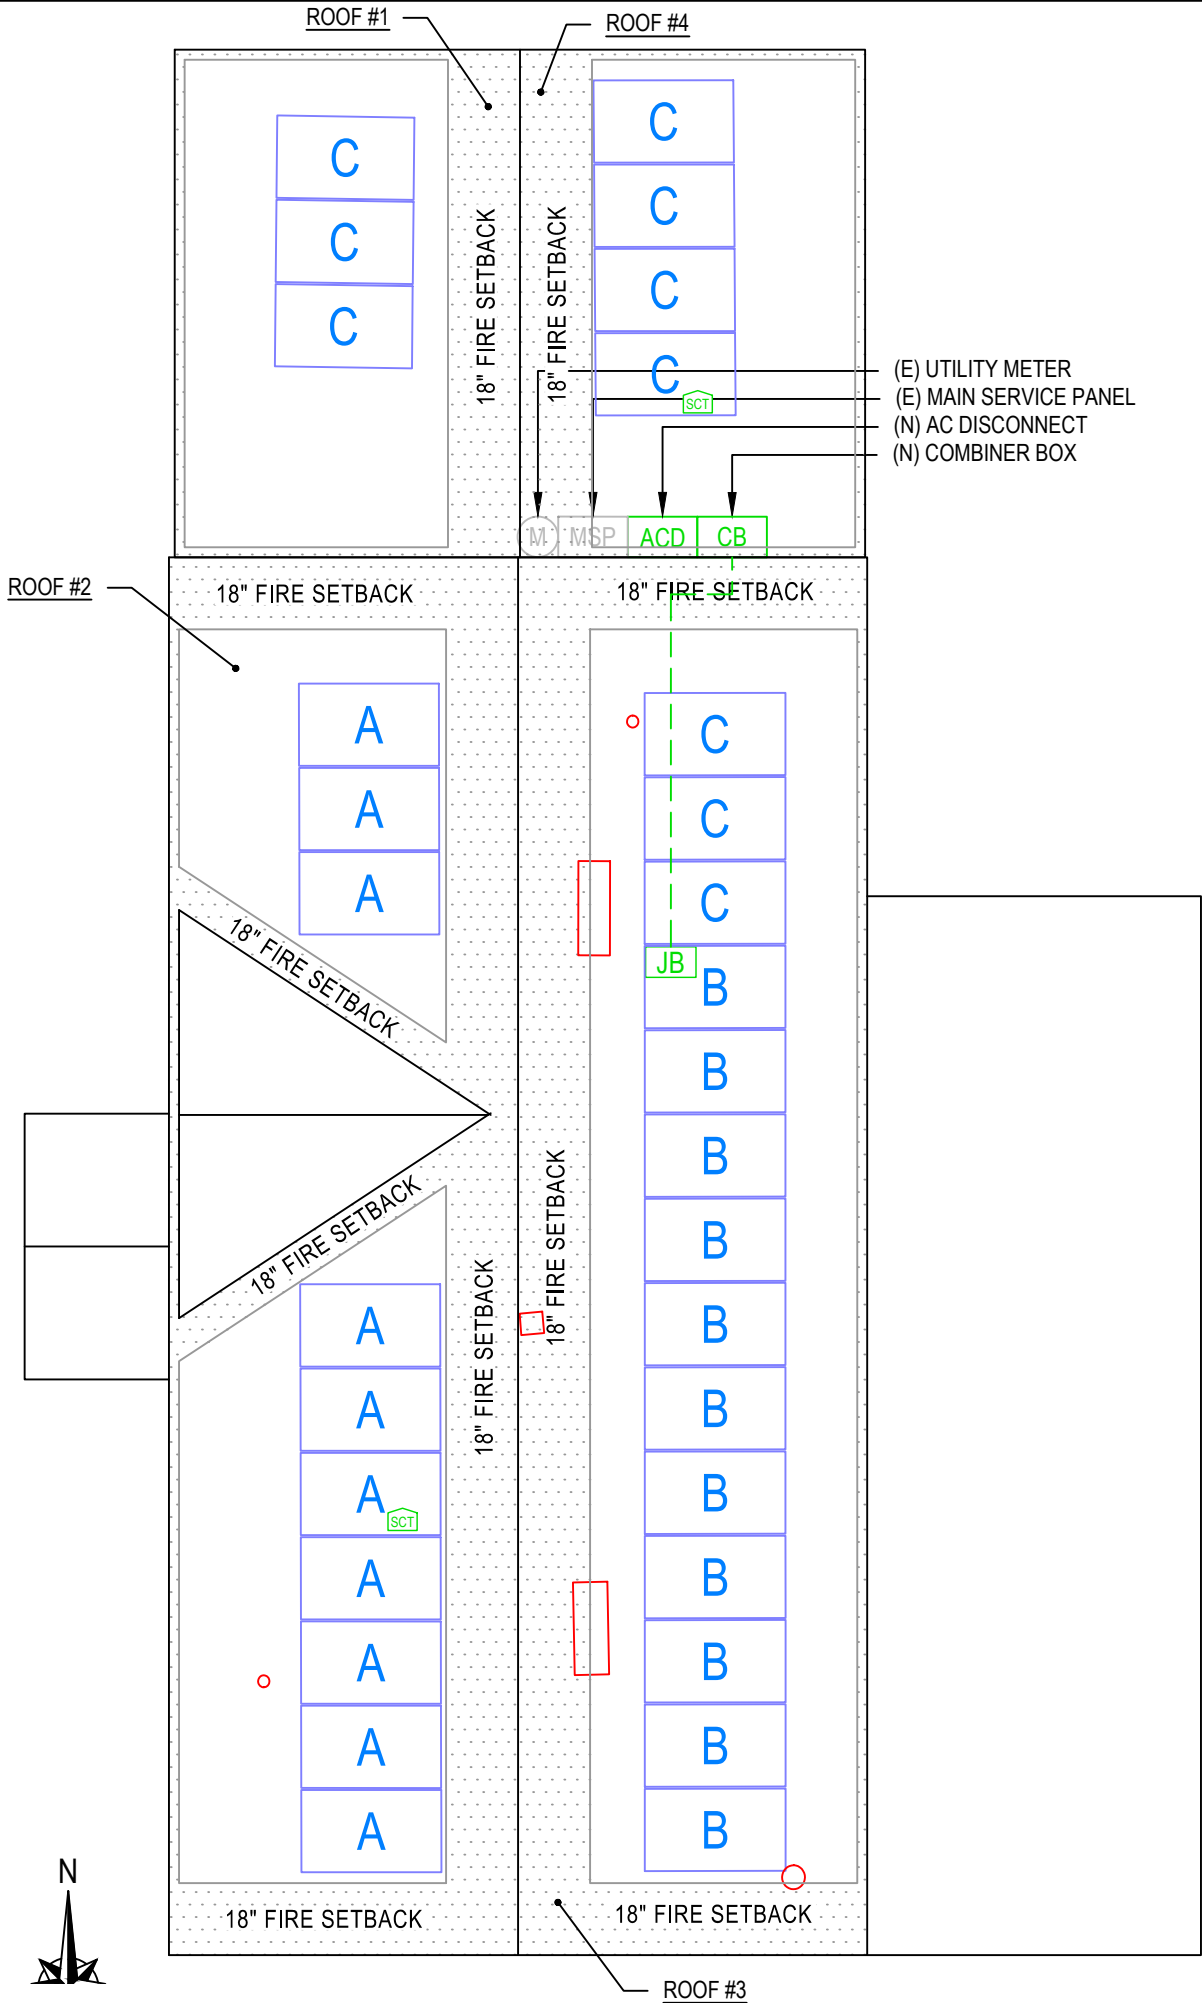 ROOF #1
ROOF #4
C
C
C
C
C
C
C
SCT
18" FIRE SETBACK
18" FIRE SETBACK
(E) UTILITY METER
(E) MAIN SERVICE PANEL
(N) AC DISCONNECT
(N) COMBINER BOX
M
MSP
ACD
CB
ROOF #2
18" FIRE SETBACK
18" FIRE SETBACK
A
A
A
C
C
C
JB
18" FIRE SETBACK
18" FIRE SETBACK
18" FIRE SETBACK
18" FIRE SETBACK
B
B
B
B
B
B
B
B
B
B
B
A
A
A
SCT
A
A
A
A
N
18" FIRE SETBACK
18" FIRE SETBACK
ROOF #3